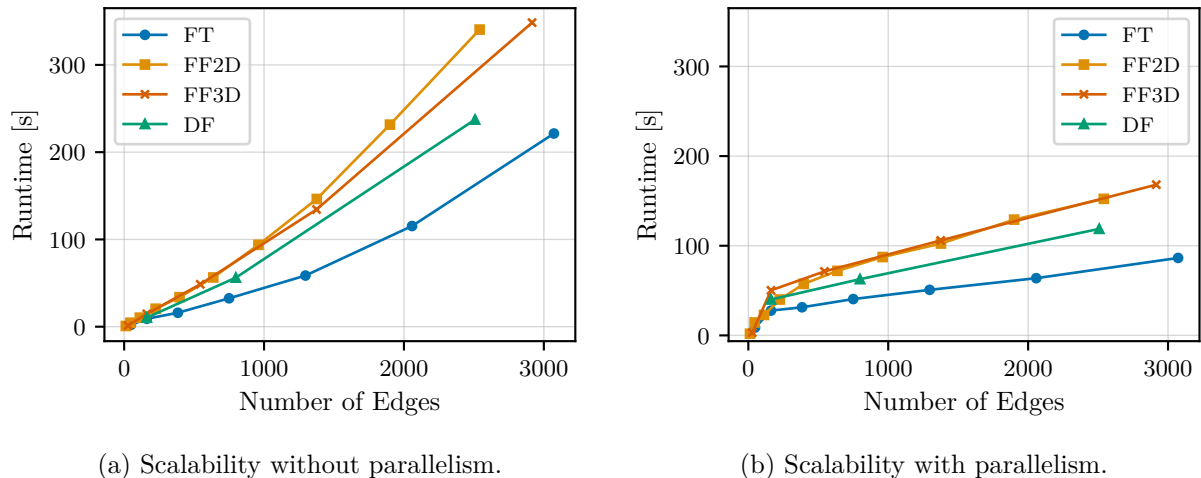 300
200
100
0
0
1000
2000
3000
Runtime [s]
Number of Edges
FT
FF2D
FF3D
DF
(a) Scalability without parallelism.
300
200
100
0
0
1000
2000
3000
Runtime [s]
Number of Edges
FT
FF2D
FF3D
DF
(b) Scalability with parallelism.